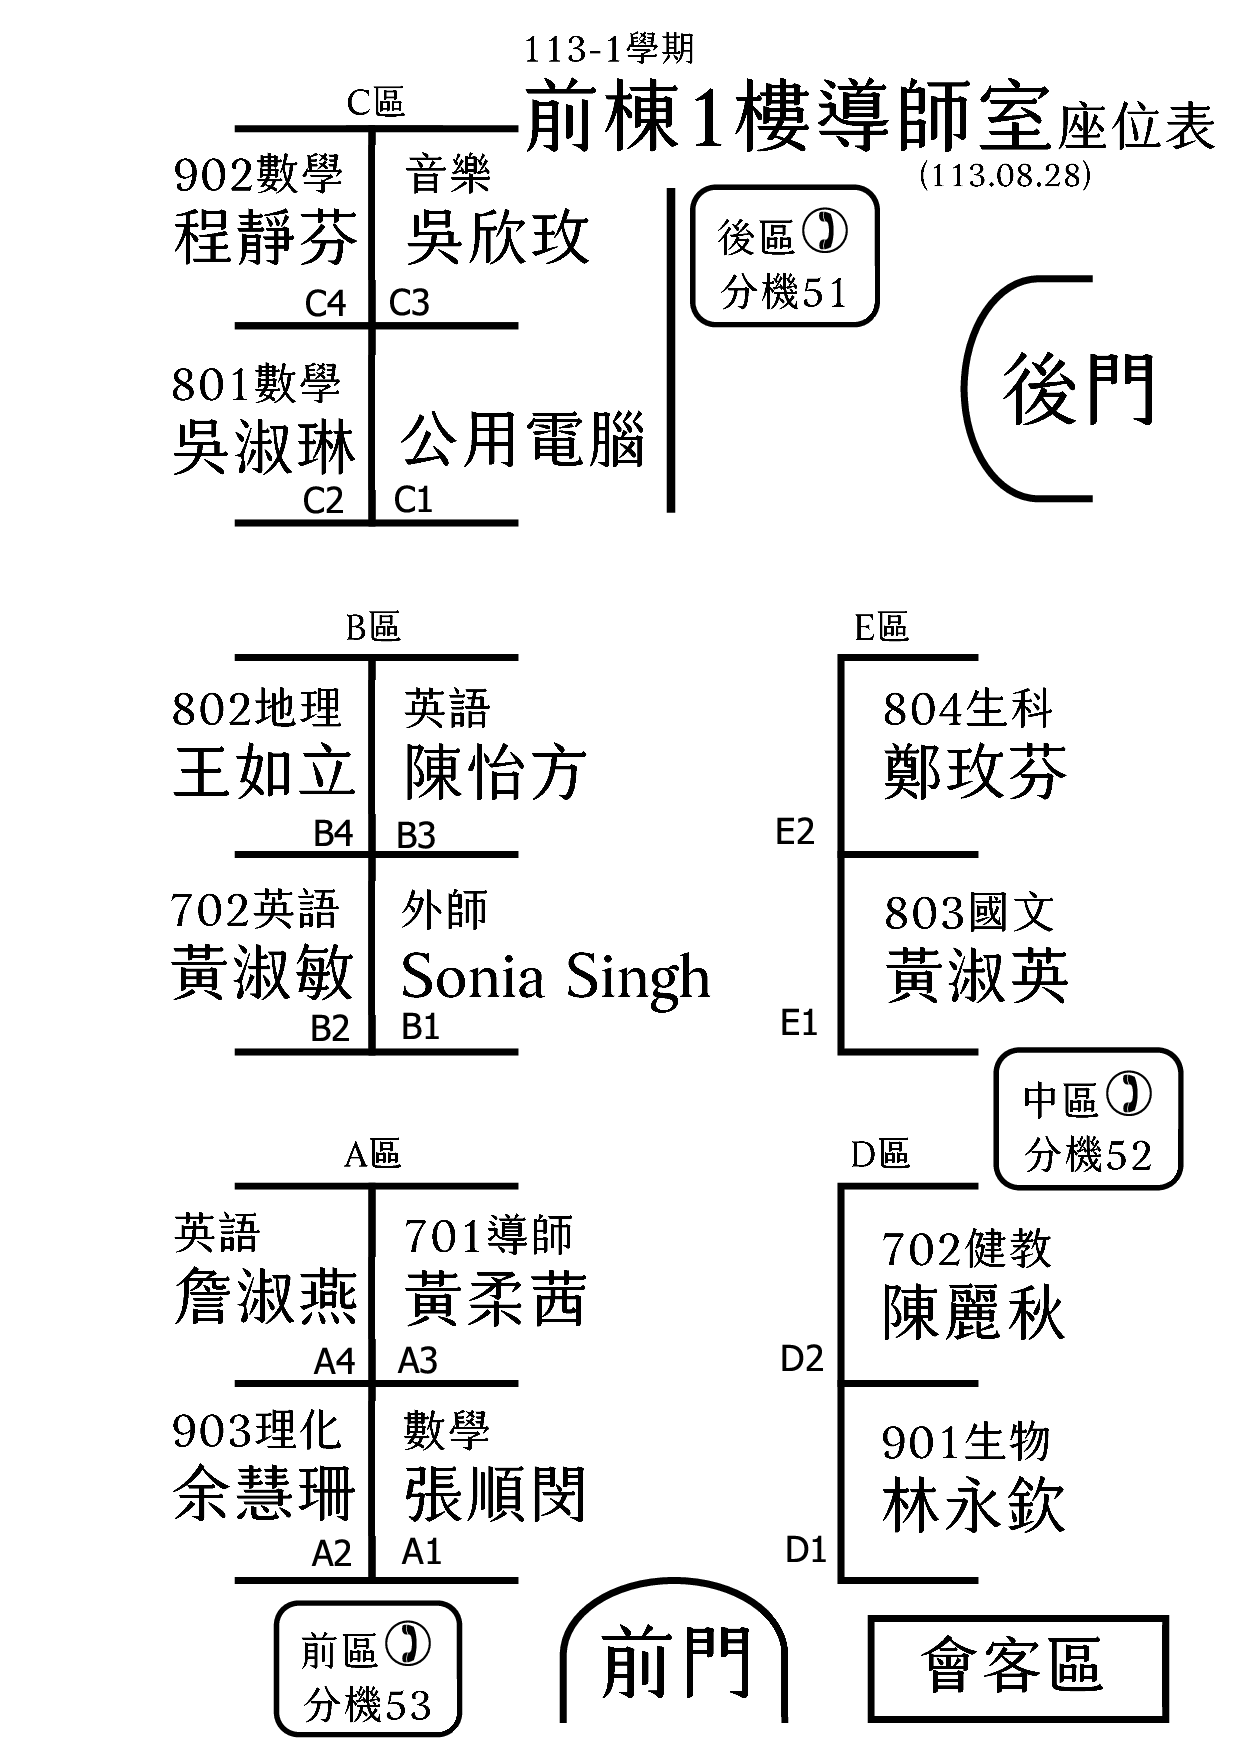 113-1學期
前棟1樓導師室座位表
(113.08.28)
C區
902數學
程靜芬
C4
音樂
吳欣玫
C3
801數學
吳淑琳
C2
公用電腦
C1
後區
分機51
後門
B區
802地理
王如立
B4
英語
陳怡方
B3
702英語
黃淑敏
B2
外師
Sonia Singh
B1
E區
804生科
鄭玫芬
E2
803國文
黃淑英
E1
中區
分機52
A區
英語
詹淑燕
A4
701導師
黃柔茜
A3
903理化
余慧珊
A2
數學
張順閔
A1
D區
702健教
陳麗秋
D2
901生物
林永欽
D1
前區
分機53
前門
會客區